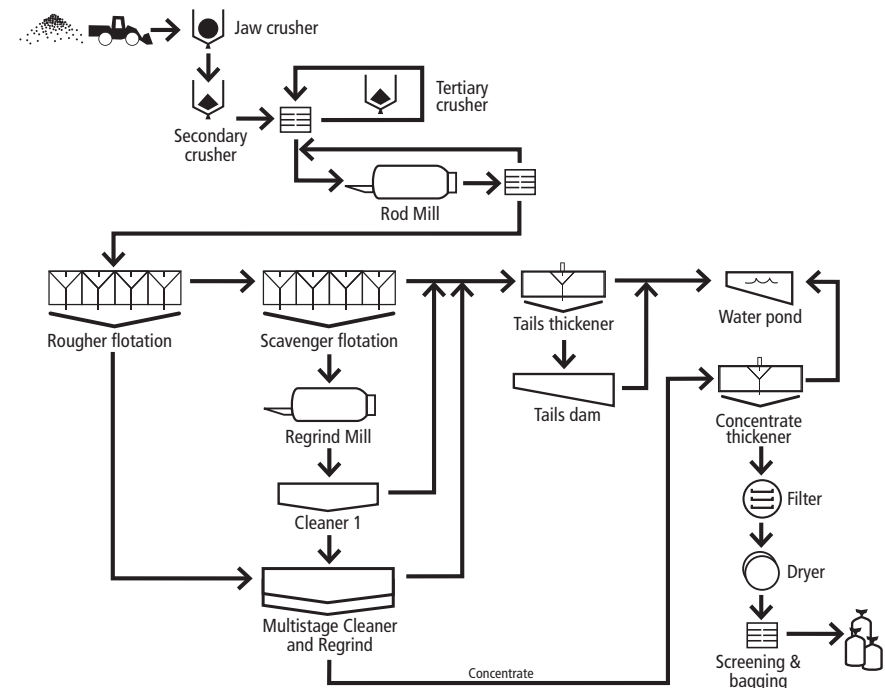 Jaw crusher
Tertiary
crusher
Secondary
crusher
Rod Mill
Rougher flotation
Scavenger flotation
Tails thickener
Water pond
Tails dam
Regrind Mill
Concentrate
thickener
Cleaner 1
Filter
Dryer
Multistage Cleaner
and Regrind
Concentrate
Screening &
bagging